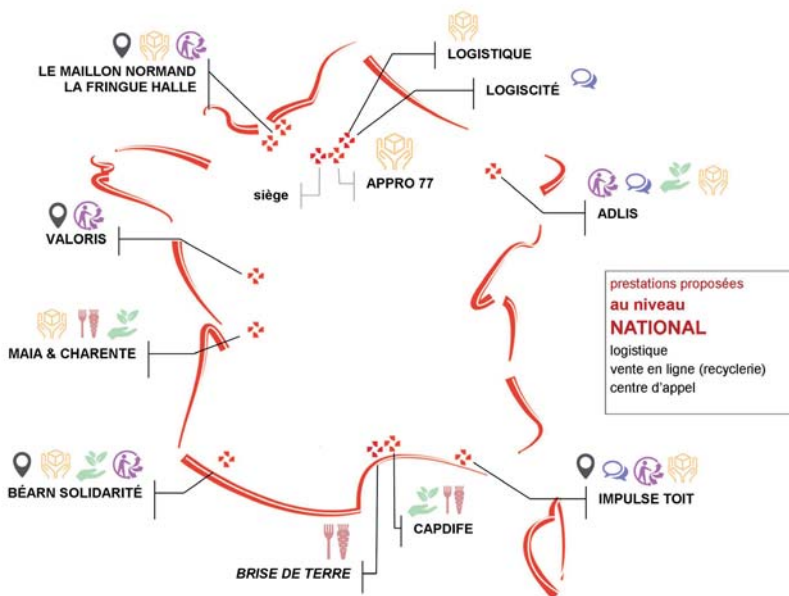 LOGISTIQUE
LE MAILLON NORMAND
LA FRINGUE HALLE
LOGISCITÉ
siège
APPRO 77
ADLIS
VALORIS
prestations proposées
au niveau
NATIONAL
logistique
vente en ligne (recyclerie)
centre d'appel
MAIA & CHARENTE
BÉARN SOLIDARITÉ
IMPULSE TOIT
CAPDIFE
BRISE DE TERRE